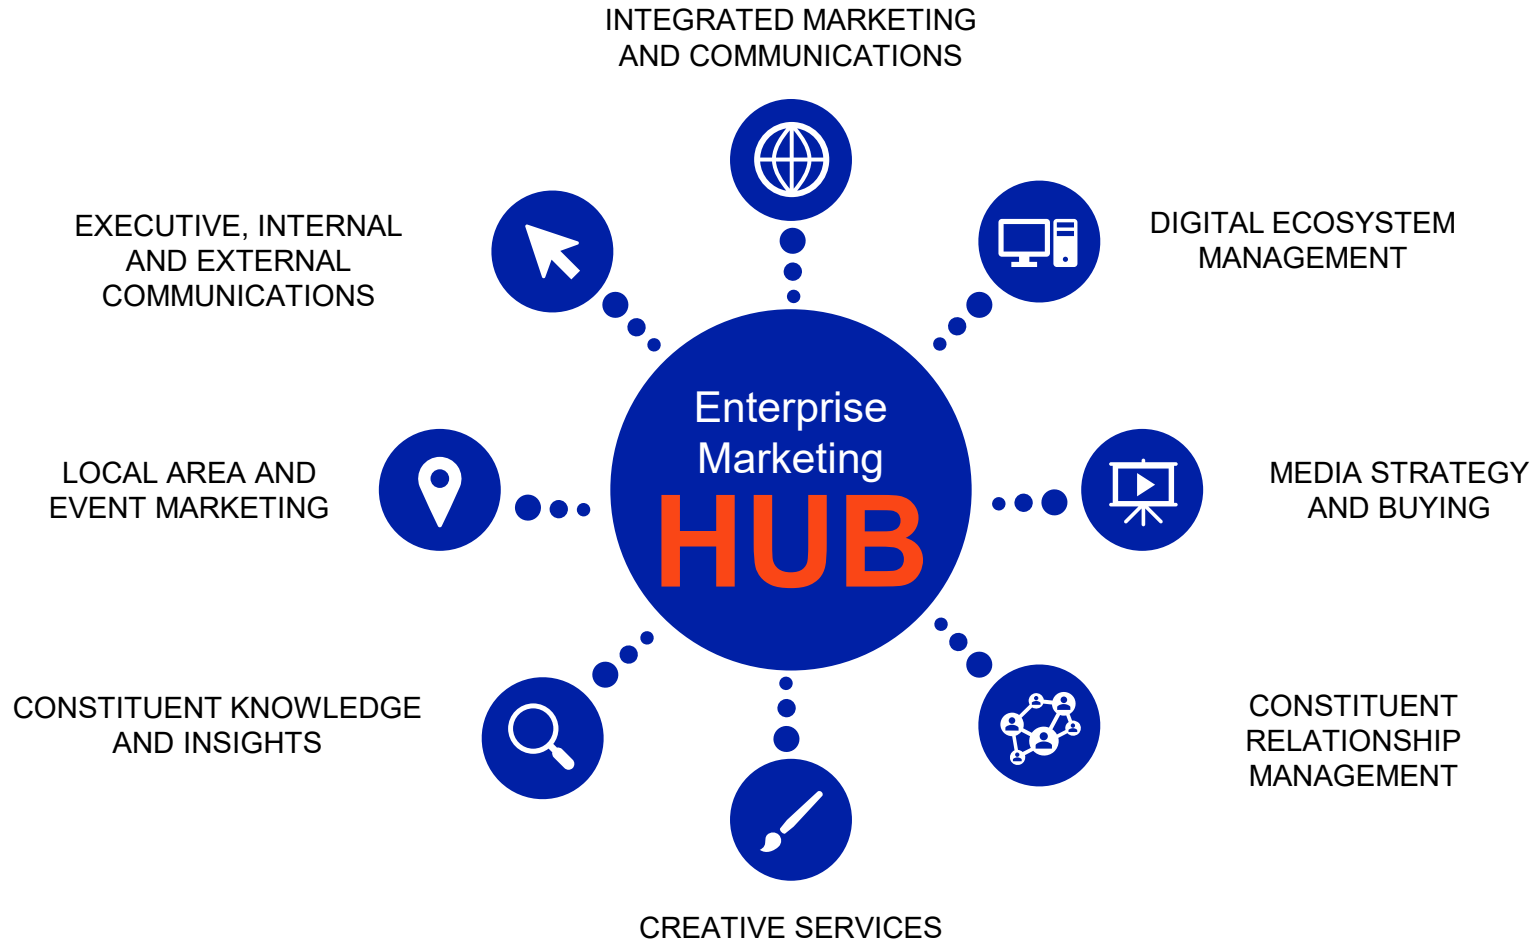 INTEGRATED MARKETING
AND COMMUNICATIONS
EXECUTIVE, INTERNAL
AND EXTERNAL
COMMUNICATIONS
DIGITAL ECOSYSTEM
MANAGEMENT
Enterprise
Marketing
HUB
LOCAL AREA AND
EVENT MARKETING
MEDIA STRATEGY
AND BUYING
CONSTITUENT KNOWLEDGE
AND INSIGHTS
CONSTITUENT
RELATIONSHIP
MANAGEMENT
CREATIVE SERVICES